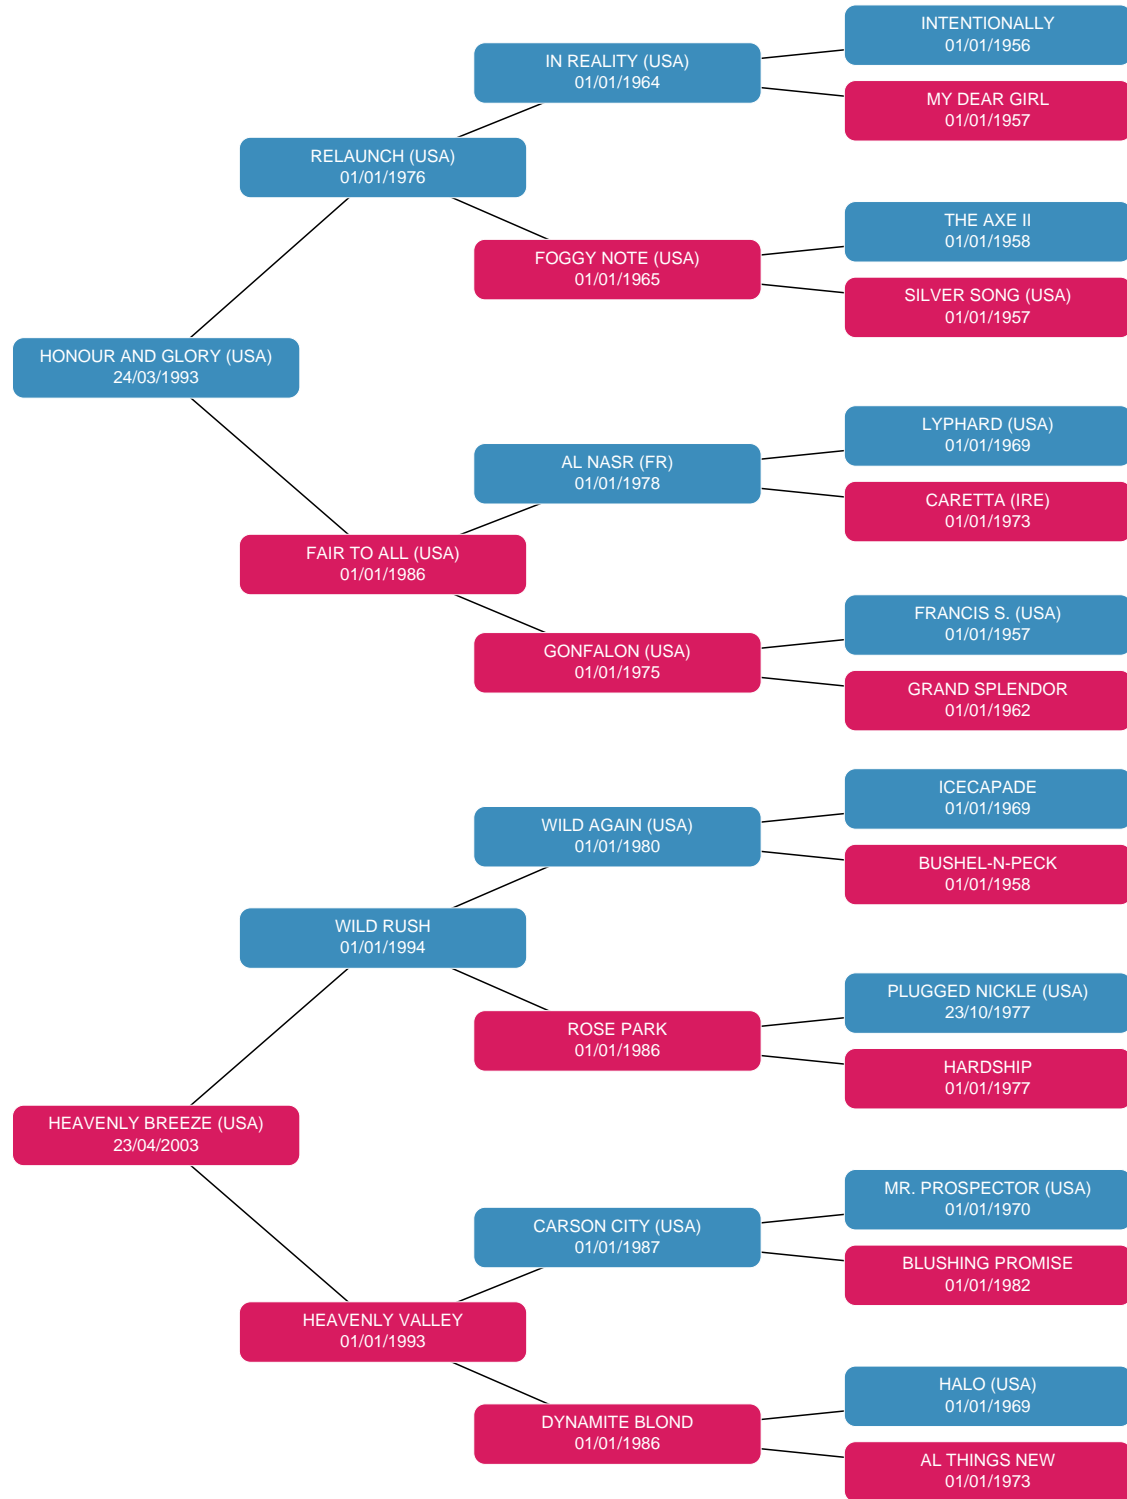 INTENTIONALLY
01/01/1956
IN REALITY (USA)
01/01/1964
MY DEAR GIRL
01/01/1957
RELAUNCH (USA)
01/01/1976
THE AXE II
01/01/1958
FOGGY NOTE (USA)
01/01/1965
SILVER SONG (USA)
01/01/1957
HONOUR AND GLORY (USA)
24/03/1993
LYPHARD (USA)
01/01/1969
AL NASR (FR)
01/01/1978
CARETTA (IRE)
01/01/1973
FAIR TO ALL (USA)
01/01/1986
FRANCIS S. (USA)
01/01/1957
GONFALON (USA)
01/01/1975
GRAND SPLENDOR
01/01/1962
ICECAPADE
01/01/1969
WILD AGAIN (USA)
01/01/1980
BUSHEL-N-PECK
01/01/1958
WILD RUSH
01/01/1994
PLUGGED NICKLE (USA)
23/10/1977
ROSE PARK
01/01/1986
HARDSHIP
01/01/1977
HEAVENLY BREEZE (USA)
23/04/2003
MR. PROSPECTOR (USA)
01/01/1970
CARSON CITY (USA)
01/01/1987
BLUSHING PROMISE
01/01/1982
HEAVENLY VALLEY
01/01/1993
HALO (USA)
01/01/1969
DYNAMITE BLOND
01/01/1986
AL THINGS NEW
01/01/1973